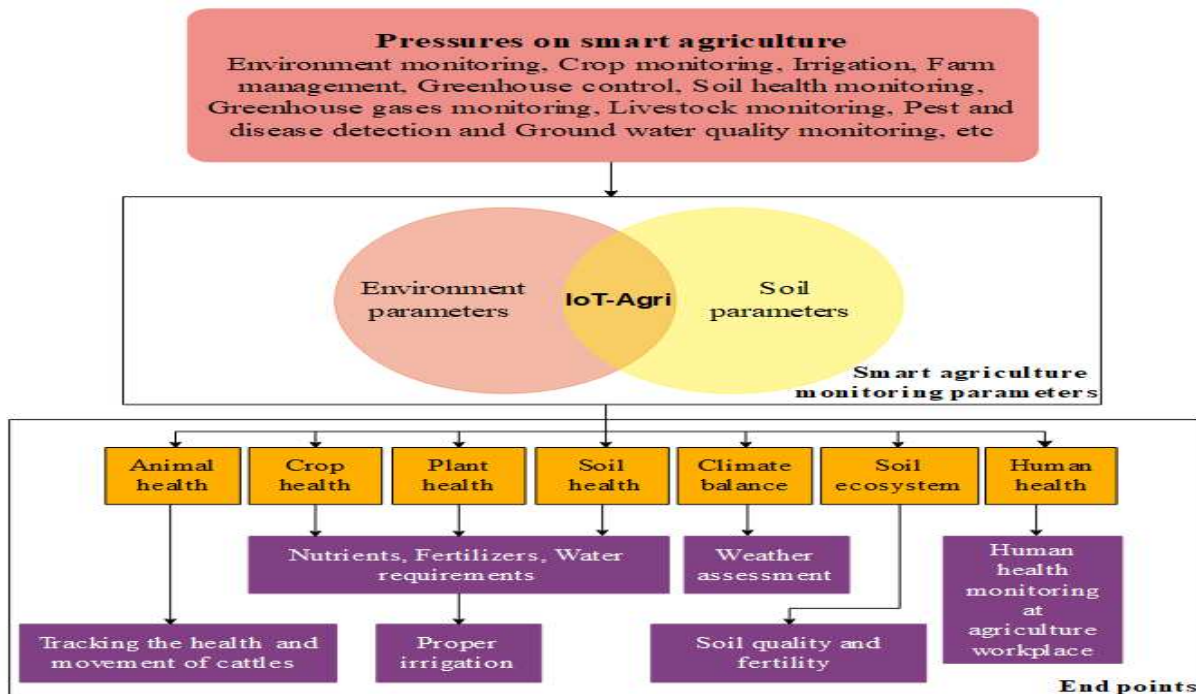 Pressures on smart agriculture
Environment monitoring, Crop monitoring, Irrigation, Farm
management, Greenhouse control, Soil health monitoring,
Greenhouse gases monitoring, Livestock monitoring, Pest and
disease detection and Ground water quality monitoring, etc
Environment
parameters
IoT-Agri
Soil
parameters
Smart agriculture
monitoring parameters
Animal
health
Crop
health
Plant
health
Soil
health
Climate
balance
Soil
ecosystem
Human
health
Nutrients, Fertilizers, Water
requirements
Weather
assessment
Human
health
monitoring
at
agriculture
workplace
Tracking the health and
movement of cattles
Proper
irrigation
Soil quality and
fertility
End points